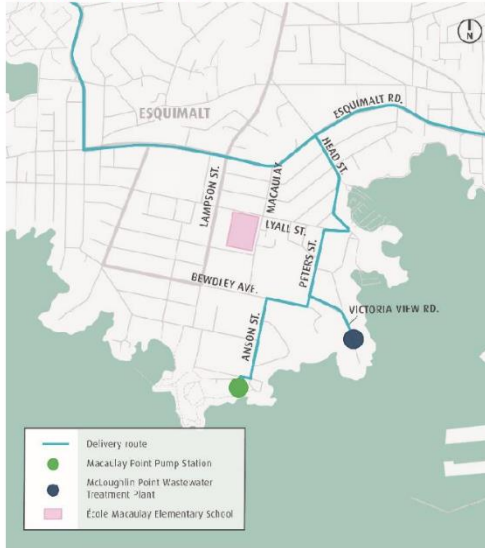 N
ESQUIMALT
ESQUIMALT RD.
HEAD ST.
LAMPSON ST.
MACAULAY
LYALL ST.
PETERS ST.
BEWDLEY AVE.
VICTORIA VIEW RD.
ANSON ST.
Delivery route
Macaulay Point Pump Station
McLoughlin Point Wastewater
Treatment Plant
École Macaulay Elementary School